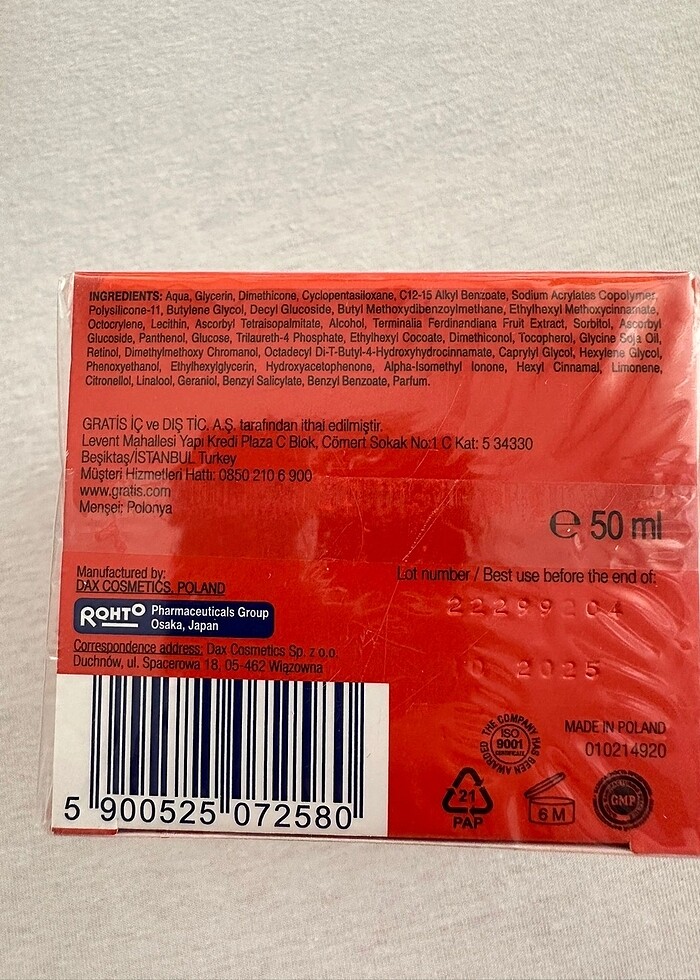 INGREDIENTS: Aqua, Glycerin, Dimethicone, Cyclopentasiloxane, C12-15 Alkyl Benzoate, Sodium Acrylates Copolymer,
Polysilicone-11, Butylene Glycol, Decyl Glucoside, Butyl Methoxydibenzoylmethane, Ethylhexyl Methoxycinnamate,
Octocrylene, Lecithin, Ascorbyl Tetraisopalmitate, Alcohol, Terminalia Ferdinandiana Fruit Extract, Sorbitol, Ascorbyl
Glucoside, Panthenol, Glucose, Trilaureth-4 Phosphate, Ethylhexyl Cocoate, Dimethiconol, Tocopherol, Glycine Soja Oil,
Retinol, Dimethylmethoxy Chromanol, Octadecyl Di-T-Butyl-4-Hydroxyhydrocinnamate, Caprylyl Glycol, Hexylene Glycol,
Phenoxyethanol, Ethylhexylglycerin, Hydroxyacetophenone, Alpha-Isomethyl Ionone, Hexyl Cinnamal, Limonene,
Citronellol, Linalool, Geraniol, Benzyl Salicylate, Benzyl Benzoate, Parfum.
GRATIS İÇ ve DIŞ TİC. A.Ş. tarafından ithal edilmiştir.
Levent Mahallesi Yapı Kredi Plaza C Blok, Cömert Sokak No:1 C Kat: 5 34330
Beşiktaş/İSTANBUL Turkey
Müşteri Hizmetleri Hattı: 0850 210 6 900
www.gratis.com
Menşei: Polonya
e 50 ml
Manufactured by:
DAX COSMETICS, POLAND
ROHTO Pharmaceuticals Group
Osaka, Japan
Correspondence address: Dax Cosmetics Sp. z o.o.
Duchnów, ul. Spacerowa 18, 05-462 Wiązowna
Lot number / Best use before the end of:
22299 104
2025
5 900525 072580
THE COMPANY HAS BEEN AWARDED
ISO
9001
CERTIFICATE
MADE IN POLAND
010214920
21
PAP
6 M
GMP